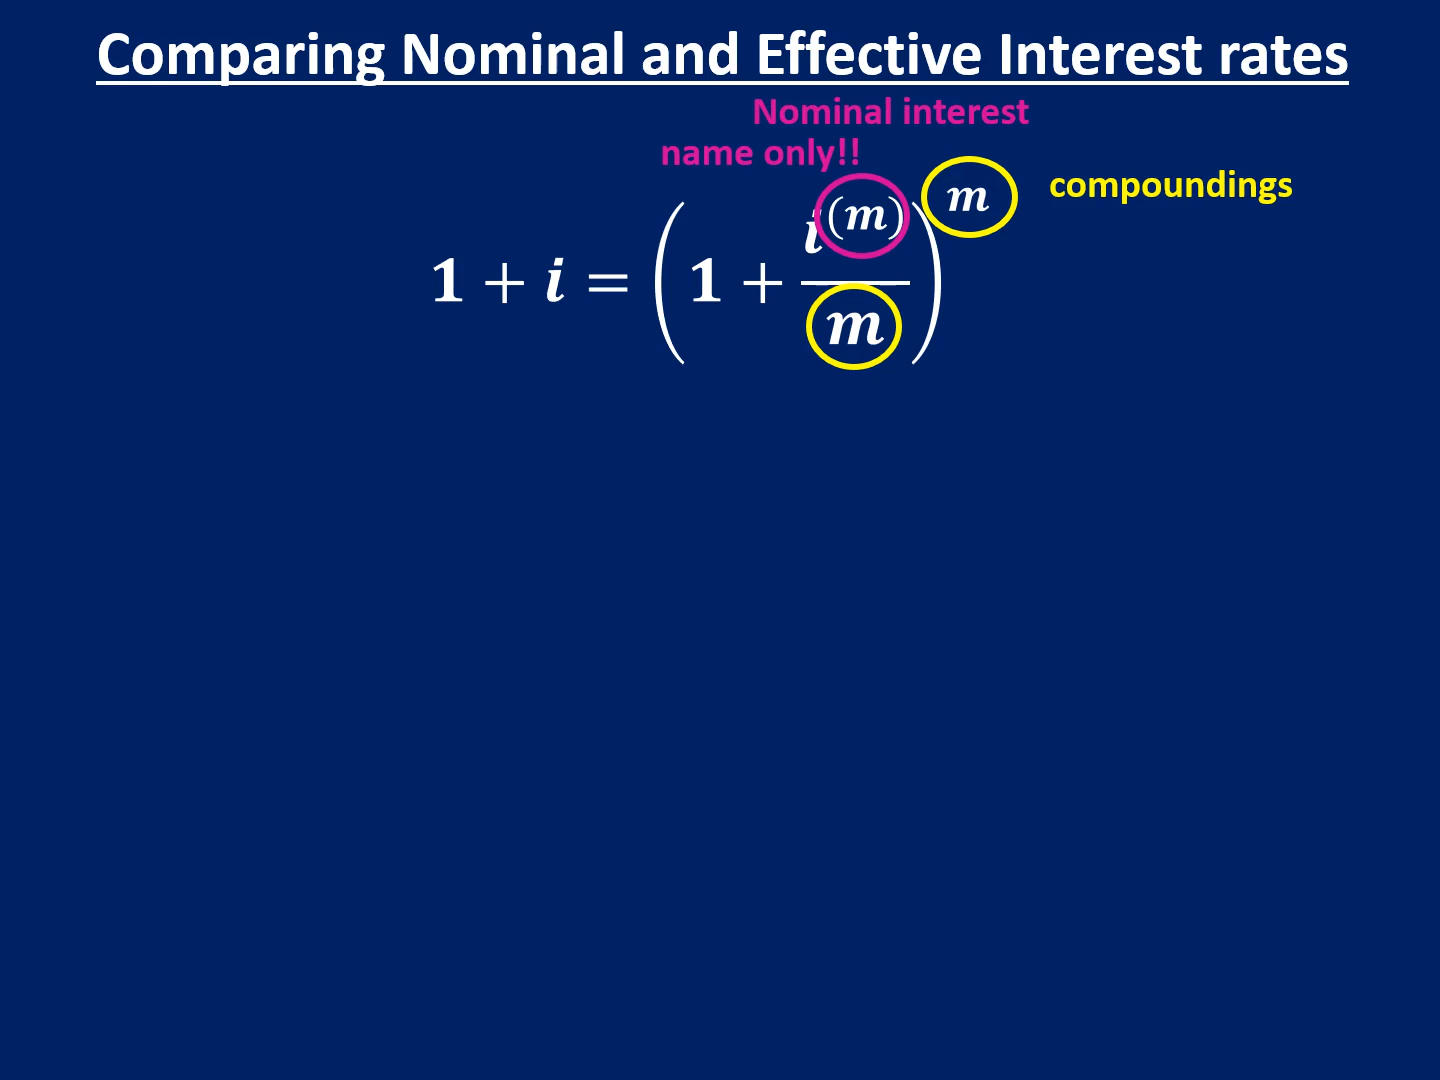 Comparing Nominal and Effective Interest rates
Nominal interest
name only!!
compoundings
1 + i = (1 + i^(m)/m)^m